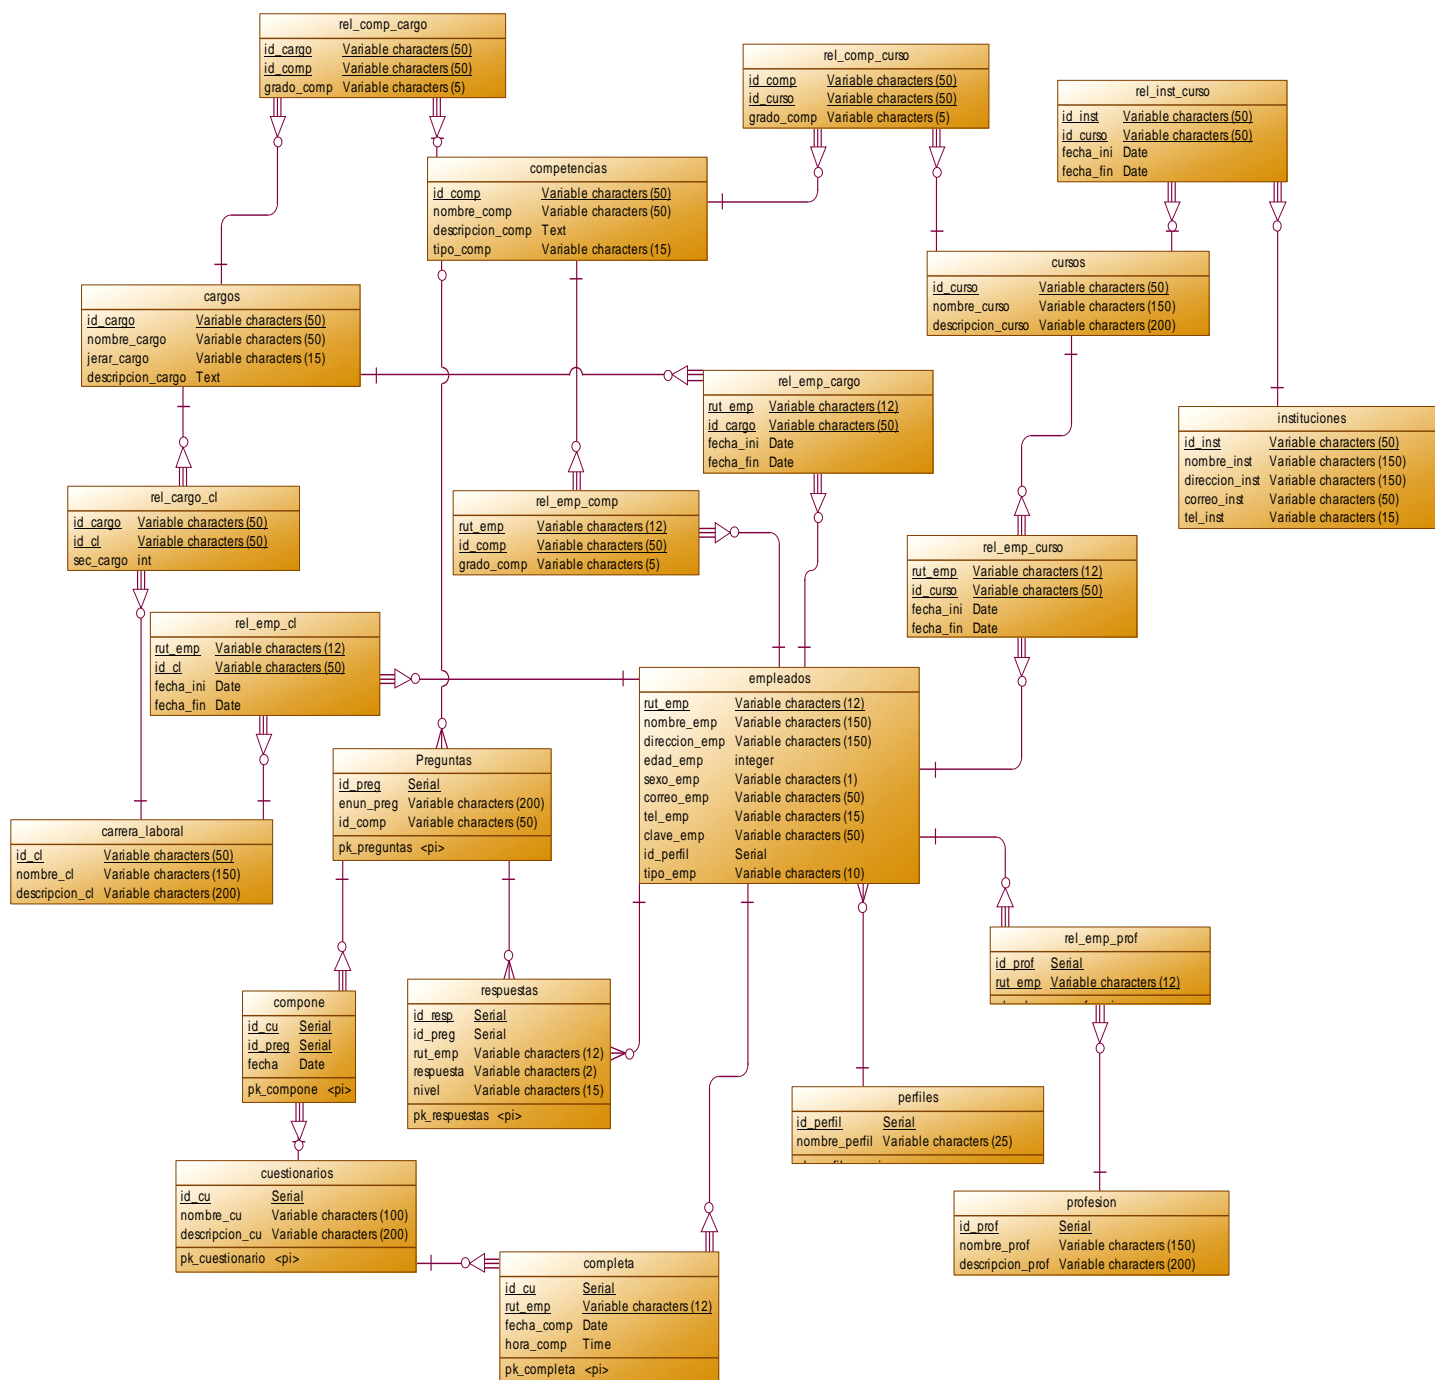 rel_comp_cargo
id_cargo Variable characters (50)
id_comp Variable characters (50)
grado_comp Variable characters (5)
rel_comp_curso
id_comp Variable characters (50)
id_curso Variable characters (50)
grado_comp Variable characters (5)
rel_inst_curso
id_inst Variable characters (50)
id_curso Variable characters (50)
fecha_ini Date
fecha_fin Date
competencias
id_comp Variable characters (50)
nombre_comp Variable characters (50)
descripcion_comp Text
tipo_comp Variable characters (15)
cursos
id_curso Variable characters (50)
nombre_curso Variable characters (150)
descripcion_curso Variable characters (200)
cargos
id_cargo Variable characters (50)
nombre_cargo Variable characters (50)
jerar_cargo Variable characters (15)
descripcion_cargo Text
rel_emp_cargo
rut_emp Variable characters (12)
id_cargo Variable characters (50)
fecha_ini Date
fecha_fin Date
instituciones
id_inst Variable characters (50)
nombre_inst Variable characters (150)
direccion_inst Variable characters (150)
correo_inst Variable characters (50)
tel_inst Variable characters (15)
rel_cargo_cl
id_cargo Variable characters (50)
id_cl Variable characters (50)
sec_cargo int
rel_emp_comp
rut_emp Variable characters (12)
id_comp Variable characters (50)
grado_comp Variable characters (5)
rel_emp_curso
rut_emp Variable characters (12)
id_curso Variable characters (50)
fecha_ini Date
fecha_fin Date
rel_emp_cl
rut_emp Variable characters (12)
id_cl Variable characters (50)
fecha_ini Date
fecha_fin Date
empleados
rut_emp Variable characters (12)
nombre_emp Variable characters (150)
direccion_emp Variable characters (150)
edad_emp integer
sexo_emp Variable characters (1)
correo_emp Variable characters (50)
tel_emp Variable characters (15)
clave_emp Variable characters (50)
id_perfil Serial
tipo_emp Variable characters (10)
Preguntas
id_preg Serial
enun_preg Variable characters (200)
id_comp Variable characters (50)
pk_preguntas <pi>
carrera_laboral
id_cl Variable characters (50)
nombre_cl Variable characters (150)
descripcion_cl Variable characters (200)
rel_emp_prof
id_prof Serial
rut_emp Variable characters (12)
compone
id_cu Serial
id_preg Serial
fecha Date
pk_compone <pi>
respuestas
id_resp Serial
id_preg Serial
rut_emp Variable characters (12)
respuesta Variable characters (2)
nivel Variable characters (15)
pk_respuestas <pi>
perfiles
id_perfil Serial
nombre_perfil Variable characters (25)
cuestionarios
id_cu Serial
nombre_cu Variable characters (100)
descripcion_cu Variable characters (200)
pk_cuestionario <pi>
profesion
id_prof Serial
nombre_prof Variable characters (150)
descripcion_prof Variable characters (200)
completa
id_cu Serial
rut_emp Variable characters (12)
fecha_comp Date
hora_comp Time
pk_completa <pi>